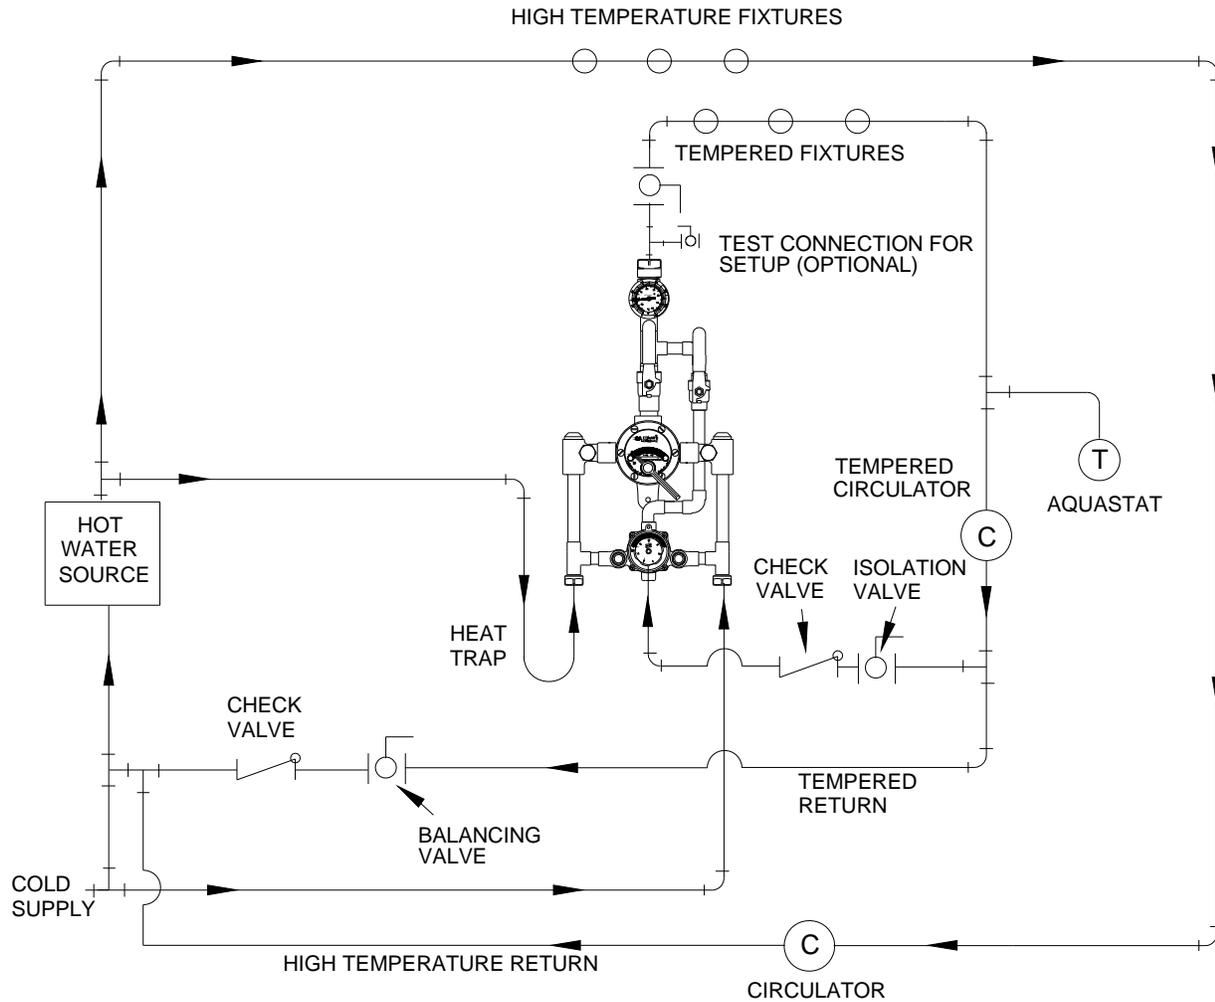 HIGH TEMPERATURE FIXTURES
TEMPERED FIXTURES
TEST CONNECTION FOR
SETUP (OPTIONAL)
TEMPERED
CIRCULATOR
T
AQUASTAT
HOT
WATER
SOURCE
C
CHECK
VALVE
ISOLATION
VALVE
HEAT
TRAP
CHECK
VALVE
TEMPERED
RETURN
BALANCING
VALVE
COLD
SUPPLY
C
HIGH TEMPERATURE RETURN
CIRCULATOR